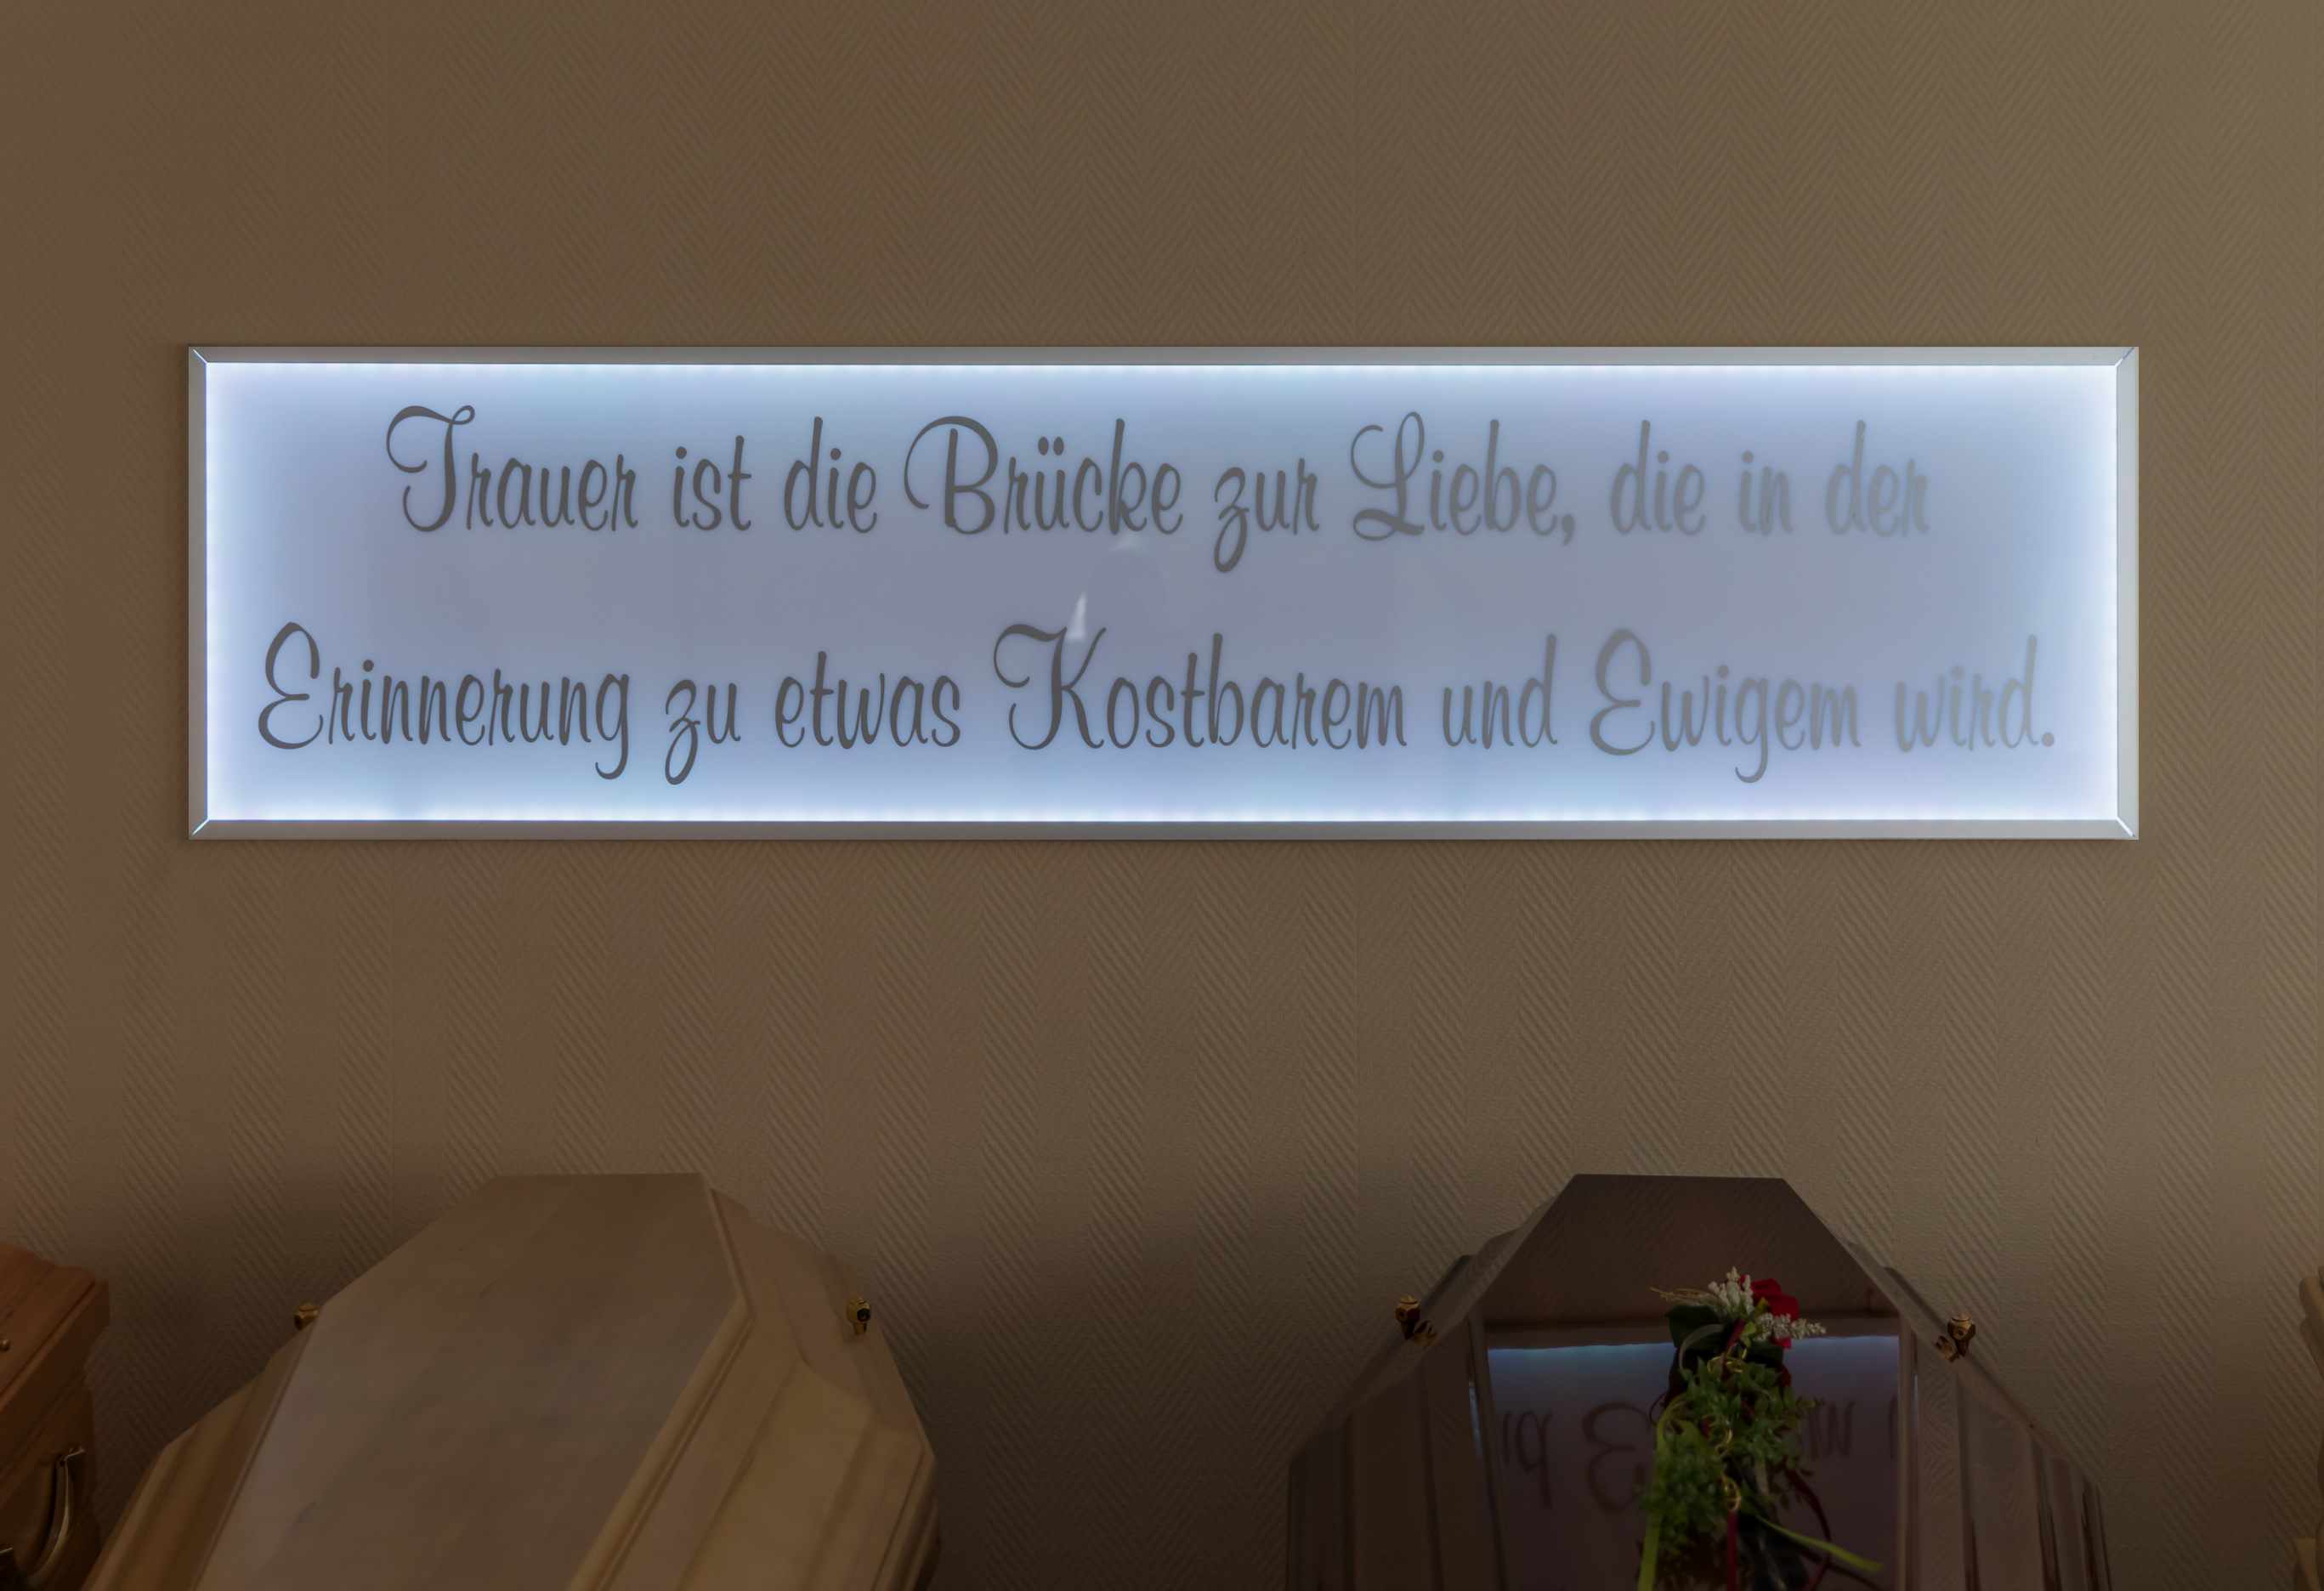 Trauer ist die Brücke zur Liebe, die in der
Erinnerung zu etwas Kostbarem und Ewigem wird.